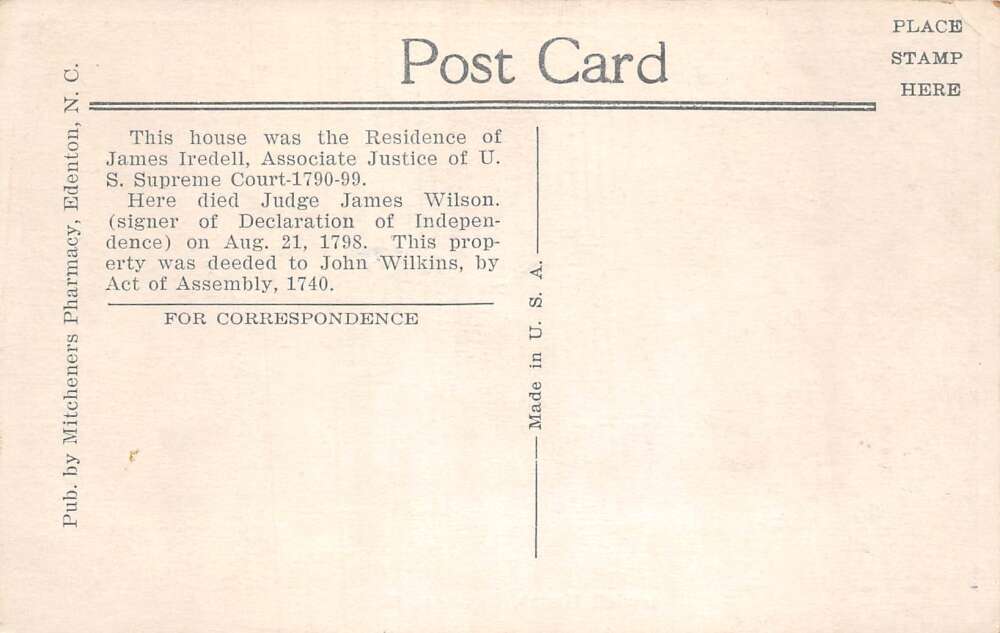 Post Card
PLACE
STAMP
HERE
This house was the Residence of
James Iredell, Associate Justice of U.
S. Supreme Court-1790-99.
Here died Judge James Wilson.
(signer of Declaration of Indepen-
dence) on Aug. 21, 1798. This prop-
erty was deeded to John Wilkins, by
Act of Assembly, 1740.
FOR CORRESPONDENCE
Pub. by Mitcheners Pharmacy, Edenton, N. C.
Made in U. S. A.